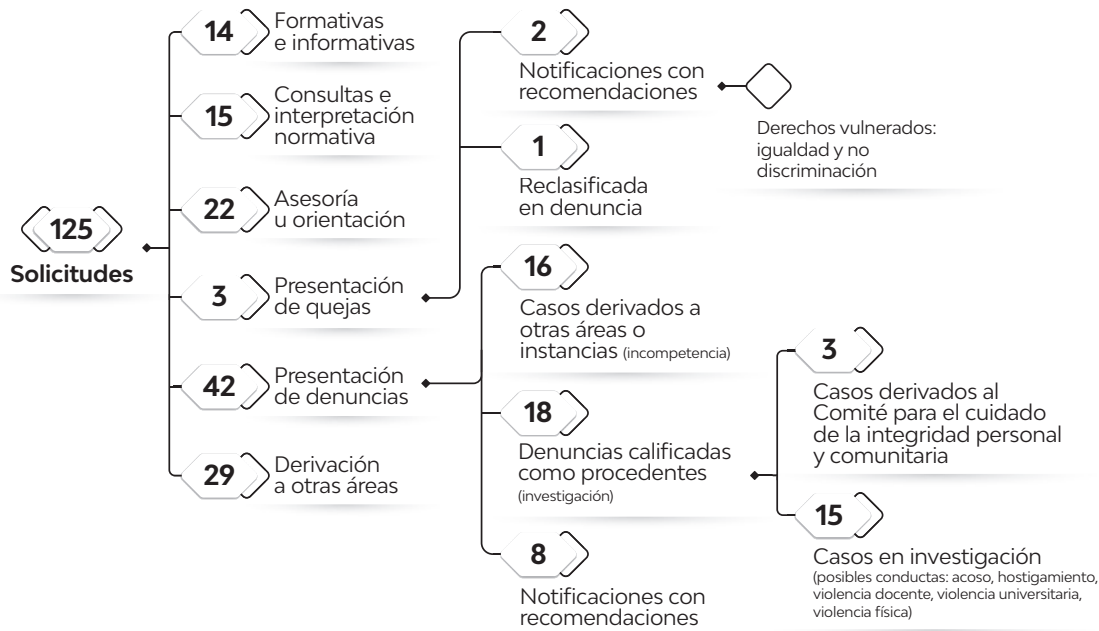 125
Solicitudes
14
Formativas
e informativas
15
Consultas e
interpretación
normativa
22
Asesoría
u orientación
3
Presentación
de quejas
42
Presentación
de denuncias
29
Derivación
a otras áreas
2
Notificaciones con
recomendaciones
Derechos vulnerados:
igualdad y no
discriminación
1
Reclasificada
en denuncia
16
Casos derivados a
otras áreas o
instancias (incompetencia)
18
Denuncias calificadas
como procedentes
(investigación)
8
Notificaciones con
recomendaciones
3
Casos derivados al
Comité para el cuidado
de la integridad personal
y comunitaria
15
Casos en investigación
(posibles conductas: acoso, hostigamiento,
violencia docente, violencia universitaria,
violencia física)